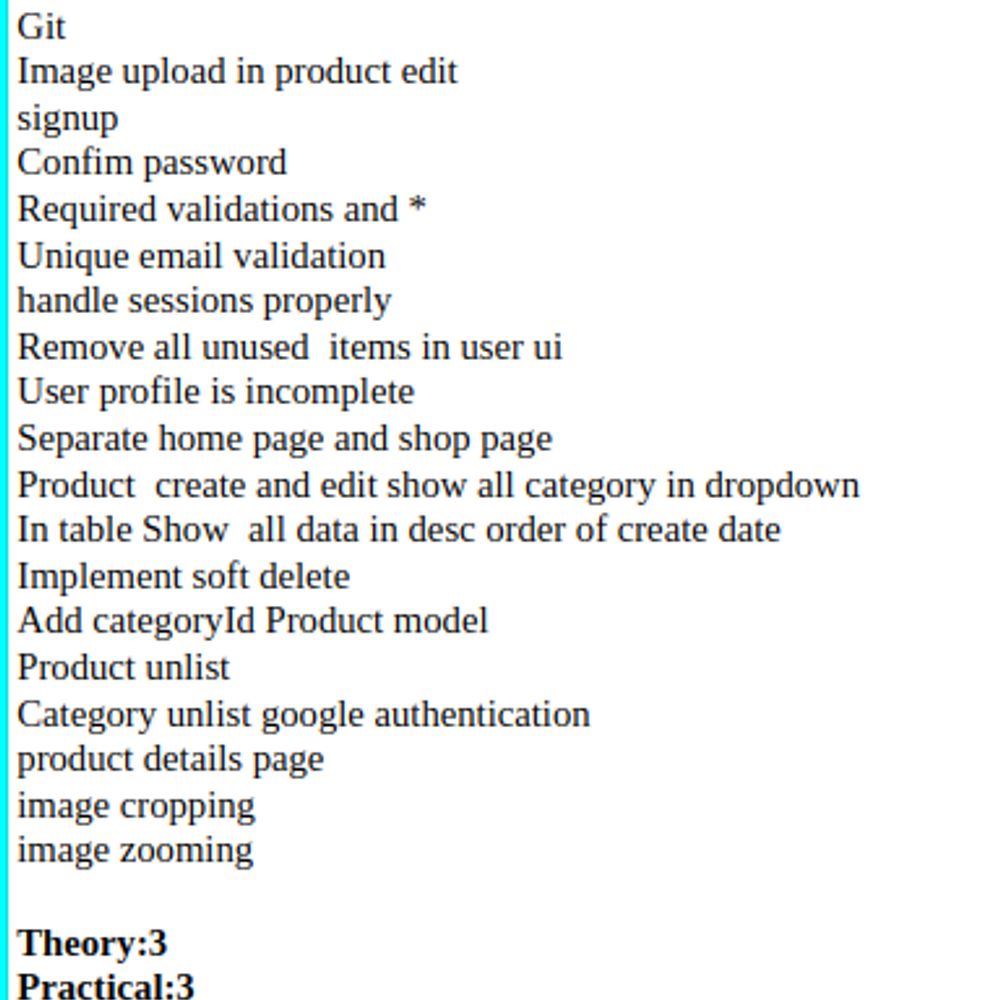 Git
Image upload in product edit
signup
Confim password
Required validations and *
Unique email validation
handle sessions properly
Remove all unused  items in user ui
User profile is incomplete
Separate home page and shop page
Product  create and edit show all category in dropdown
In table Show  all data in desc order of create date
Implement soft delete
Add categoryId Product model
Product unlist
Category unlist google authentication
product details page
image cropping
image zooming
Theory:3
Practical:3